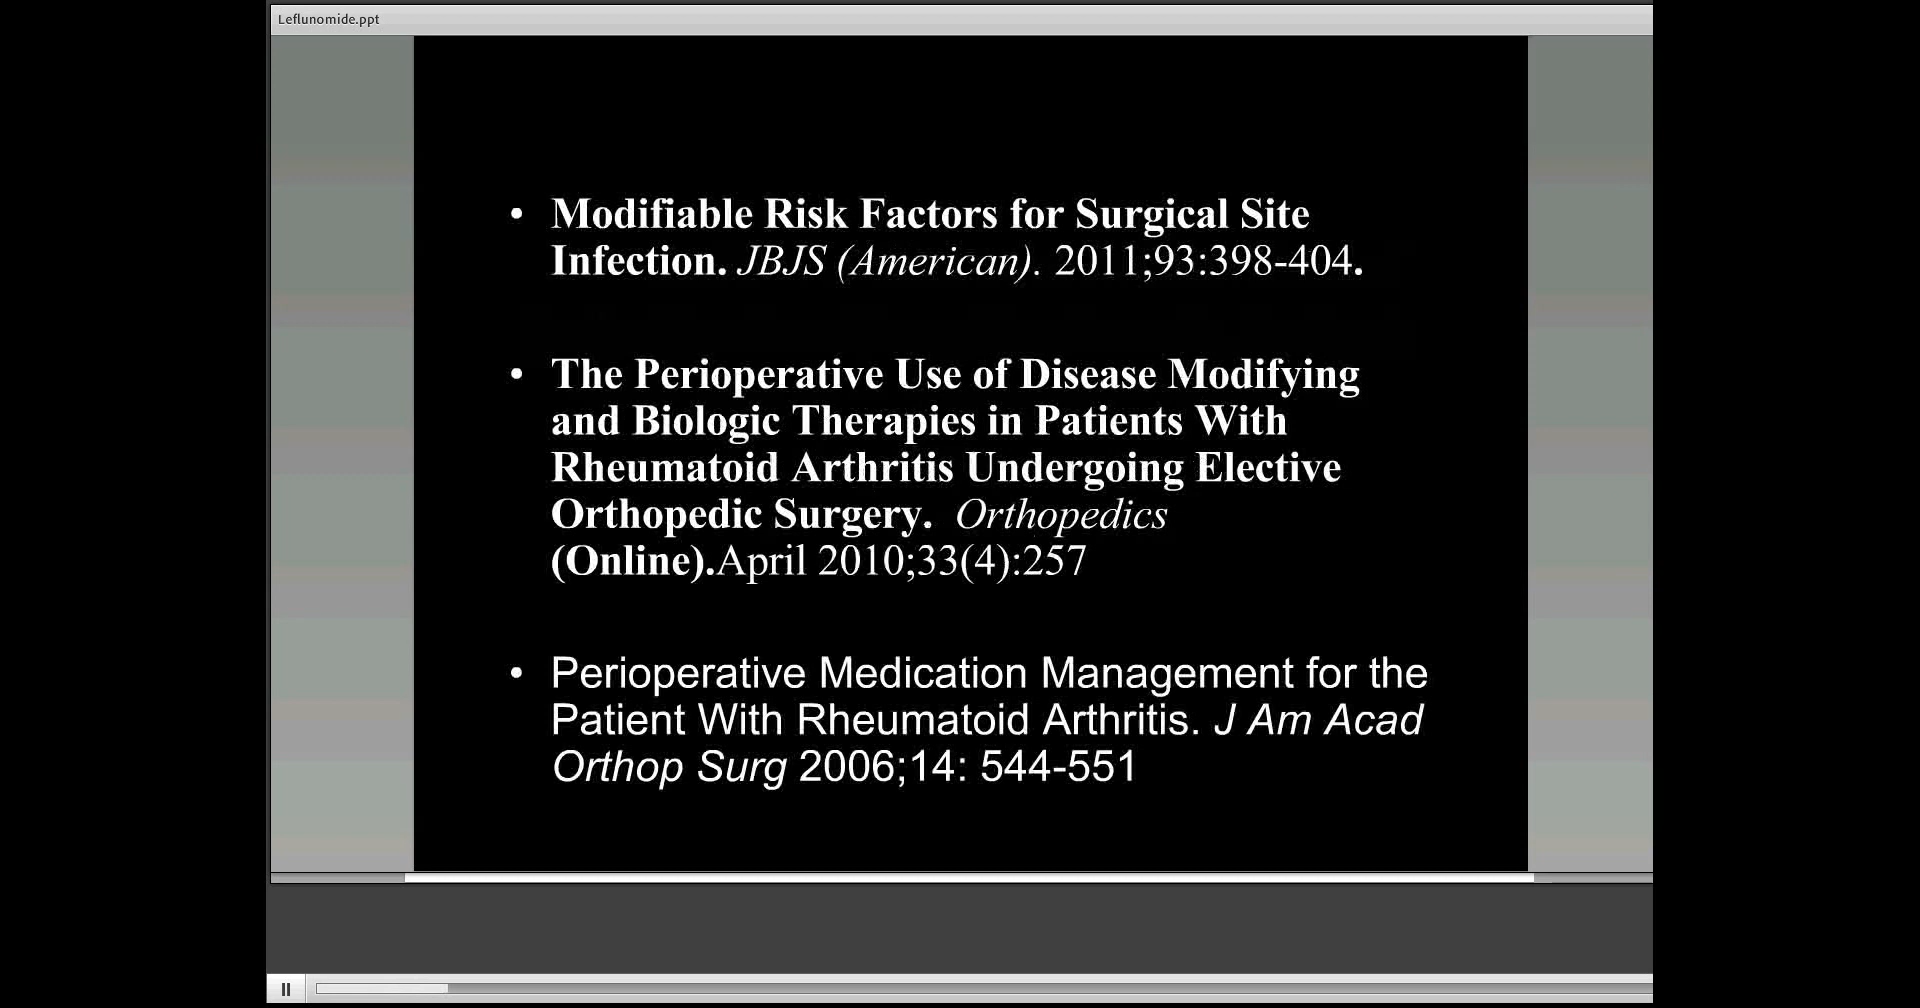 Leflunomide.ppt
• Modifiable Risk Factors for Surgical Site
Infection. JBJS (American). 2011;93:398-404.
• The Perioperative Use of Disease Modifying
and Biologic Therapies in Patients With
Rheumatoid Arthritis Undergoing Elective
Orthopedic Surgery. Orthopedics
(Online).April 2010;33(4):257
• Perioperative Medication Management for the
Patient With Rheumatoid Arthritis. J Am Acad
Orthop Surg 2006;14: 544-551